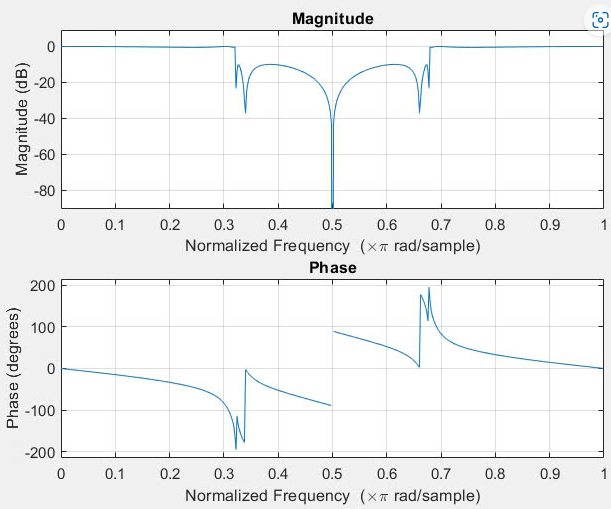 Magnitude
0
-20
-40
-60
-80
Magnitude (dB)
0 0.1 0.2 0.3 0.4 0.5 0.6 0.7 0.8 0.9 1
Normalized Frequency (×π rad/sample)
Phase
200
100
0
-100
-200
Phase (degrees)
0 0.1 0.2 0.3 0.4 0.5 0.6 0.7 0.8 0.9 1
Normalized Frequency (×π rad/sample)